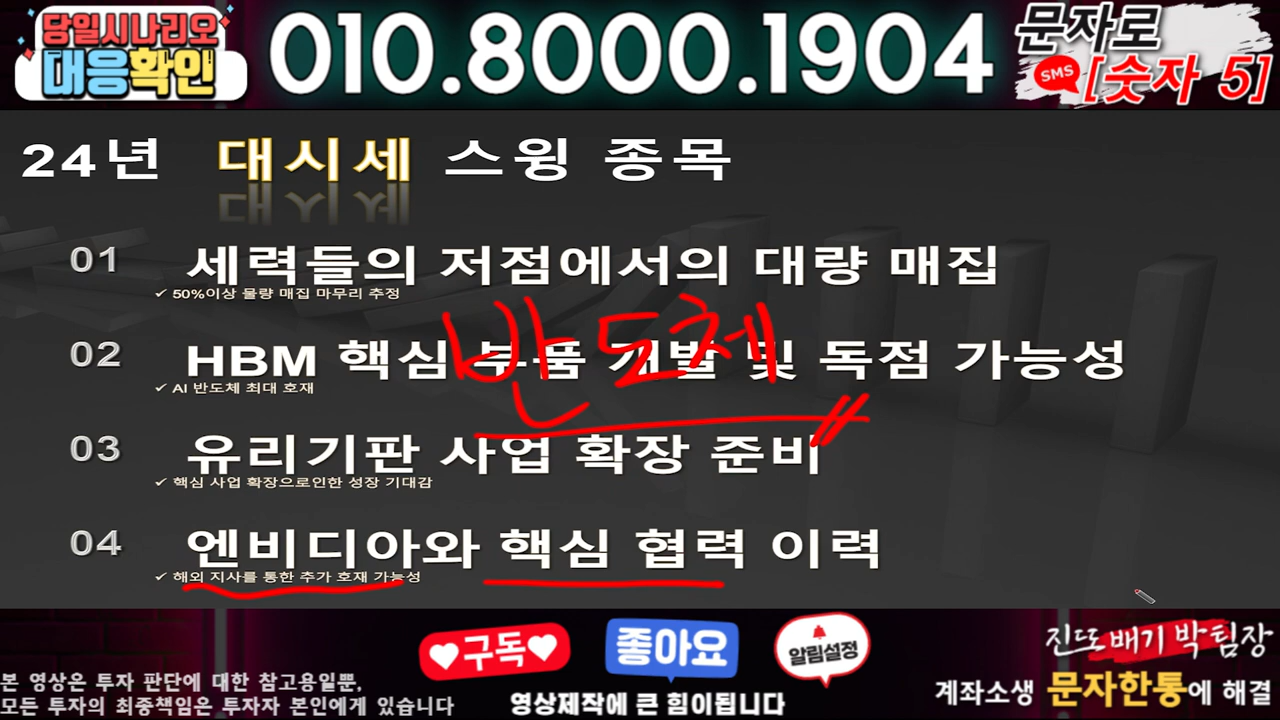 당일시나리오
대응확인
010.8000.1904
문자로
SMS [숫자 5]
24년 대시세 스윙 종목
01 세력들의 저점에서의 대량 매집
✓ 50%이상 물량 매집 마무리 추정
반도체
02 HBM 핵심 부품 개발 및 독점 가능성
✓ AI 반도체 최대 호재
03 유리기판 사업 확장 준비
✓ 핵심 사업 확장으로인한 성장 기대감
04 엔비디아와 핵심 협력 이력
✓ 해외 지사를 통한 추가 호재 가능성
구독
좋아요
알림설정
영상제작에 큰 힘이됩니다
본 영상은 투자 판단에 대한 참고용일뿐,
모든 투자의 최종책임은 투자자 본인에게 있습니다
진또배기 박팀장
계좌소생 문자한통에 해결